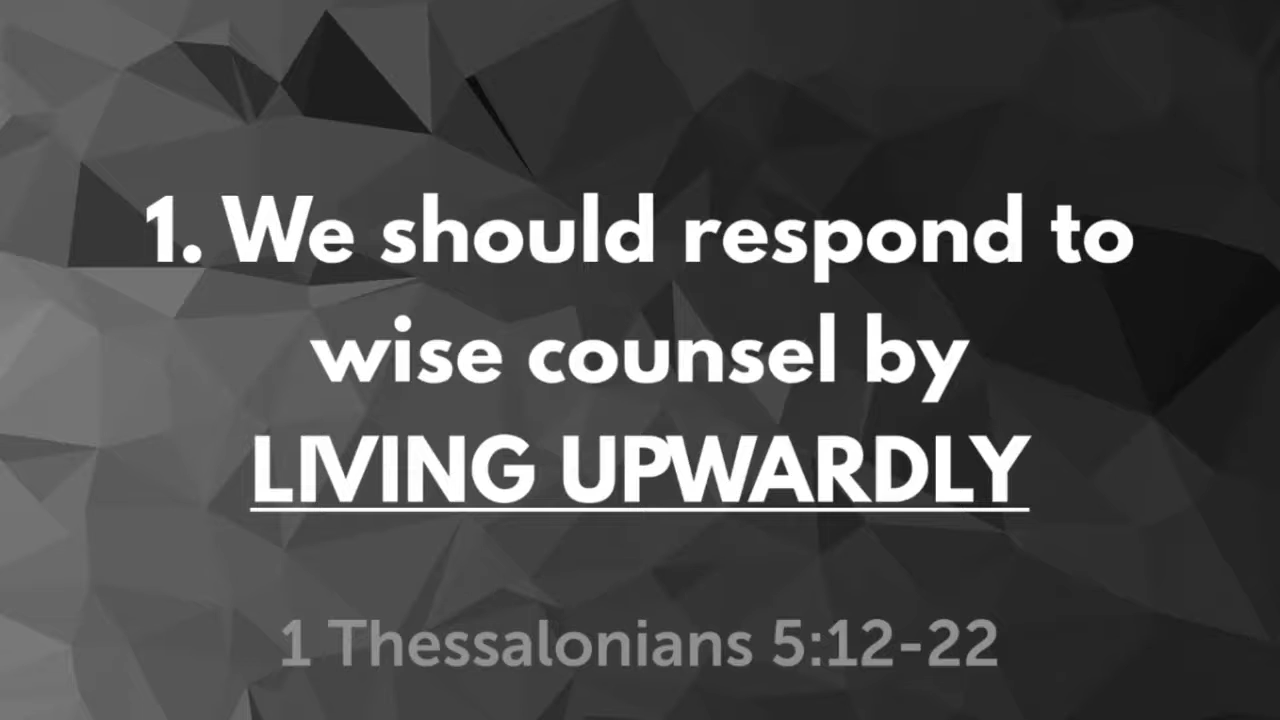 1. We should respond to
wise counsel by
LIVING UPWARDLY
1 Thessalonians 5:12-22